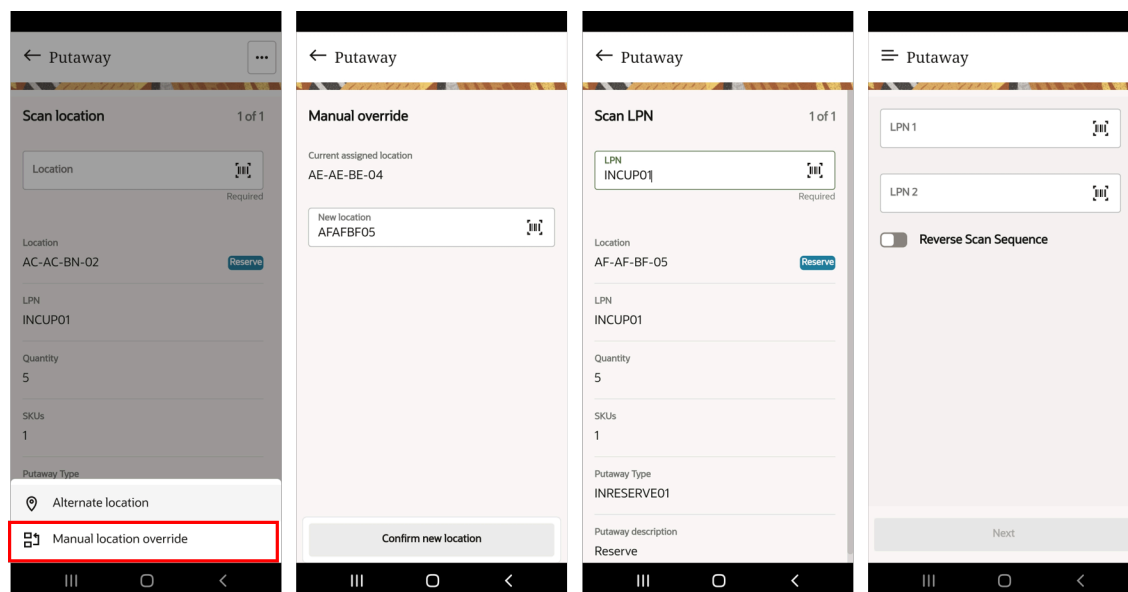 Putaway
Scan location 1 of 1
Location
Required
Location
AC-AC-BN-02 Reserve
LPN
INCUP01
Quantity
5
SKUs
1
Putaway Type
Alternate location
Manual location override
Putaway
Manual override
Current assigned location
AE-AE-BE-04
New location
AFAFBF05
Confirm new location
Putaway
Scan LPN 1 of 1
LPN
INCUP01
Required
Location
AF-AF-BF-05 Reserve
LPN
INCUP01
Quantity
5
SKUs
1
Putaway Type
INRESERVE01
Putaway description
Reserve
Putaway
LPN 1
LPN 2
Reverse Scan Sequence
Next